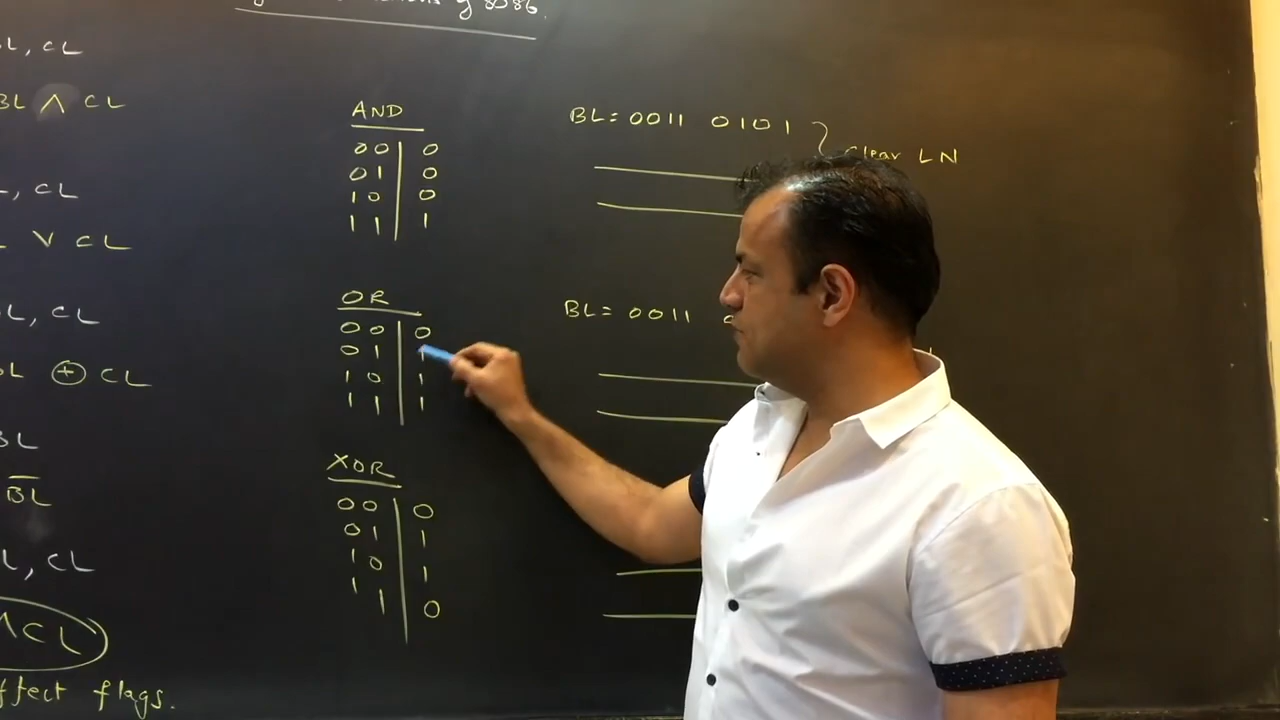 of 8086.
BL, CL
BL ∧ CL
L, CL
∨ CL
BL, CL
BL ⊕ CL
BL
B̅L̅
L, CL
∧ CL
ffect flags.
AND
0 0 | 0
0 1 | 0
1 0 | 0
1 1 | 1
OR
0 0 | 0
0 1 | 1
1 0 | 1
1 1 | 1
XOR
0 0 | 0
0 1 | 1
1 0 | 1
1 1 | 0
BL = 0011 0101
Clear LN
BL = 0011